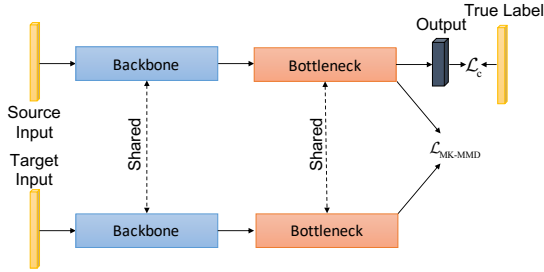 Output
True Label
Backbone
Bottleneck
ℒc
Source
Input
Shared
Shared
ℒMK-MMD
Target
Input
Backbone
Bottleneck